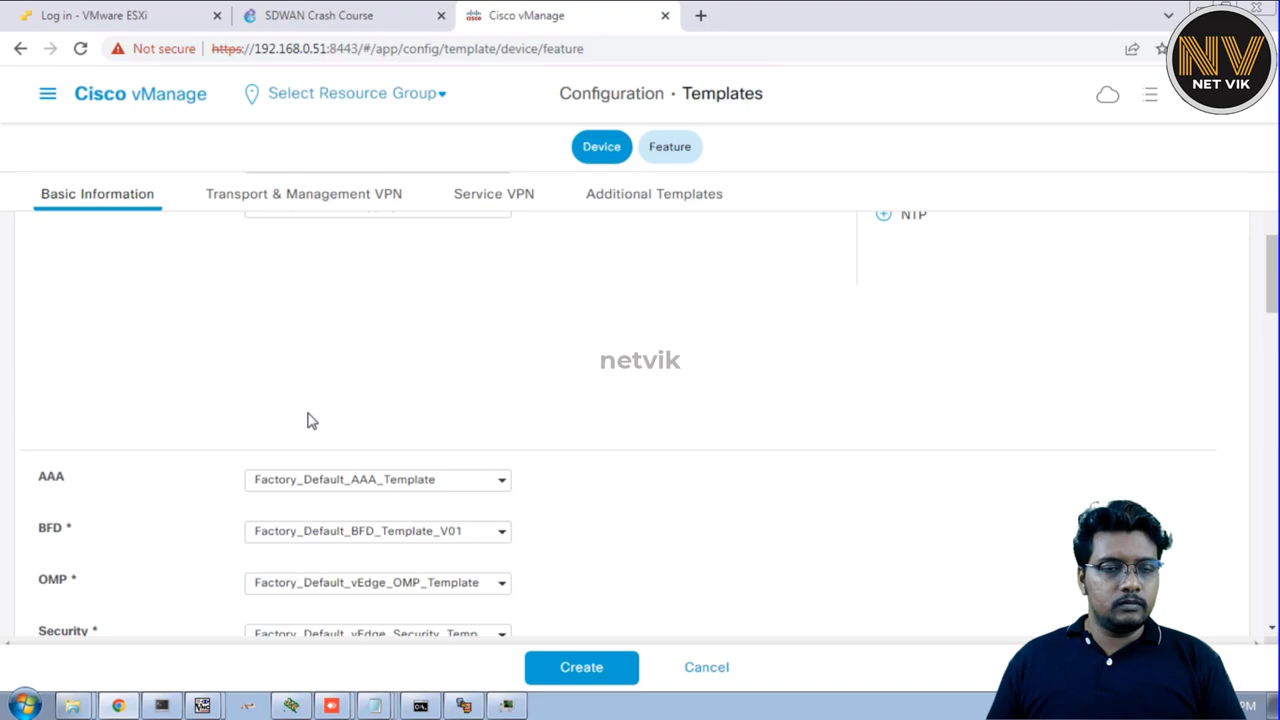 Log in - VMware ESXi
SDWAN Crash Course
Cisco vManage
Not secure
https://192.168.0.51:8443/#/app/config/template/device/feature
NV
NET VIK
Cisco vManage
Select Resource Group
Configuration · Templates
Device
Feature
Basic Information
Transport & Management VPN
Service VPN
Additional Templates
NTP
netvik
AAA
Factory_Default_AAA_Template
BFD *
Factory_Default_BFD_Template_V01
OMP *
Factory_Default_vEdge_OMP_Template
Security *
Factory_Default_vEdge_Security_Temp
Create
Cancel
PM